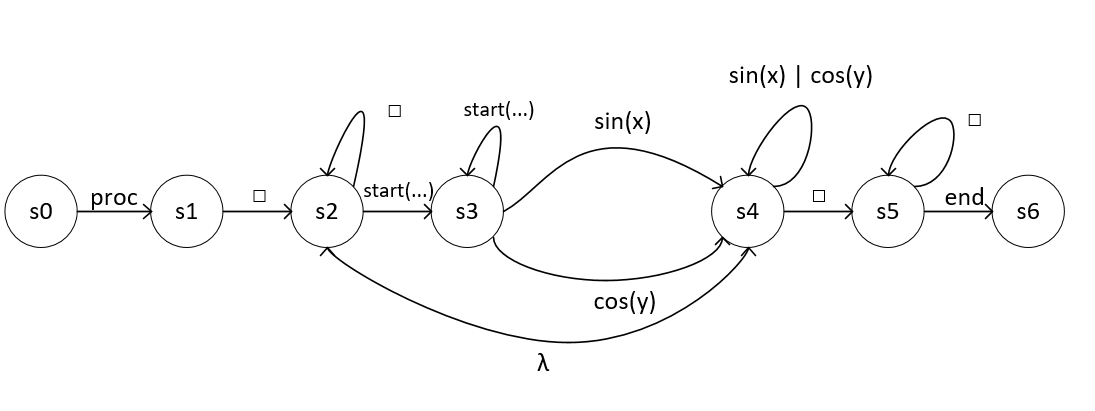 sin(x) | cos(y)
□ start(...) sin(x) □
s0 proc s1 □ s2 start(...) s3 s4 □ s5 end s6
cos(y)
λ